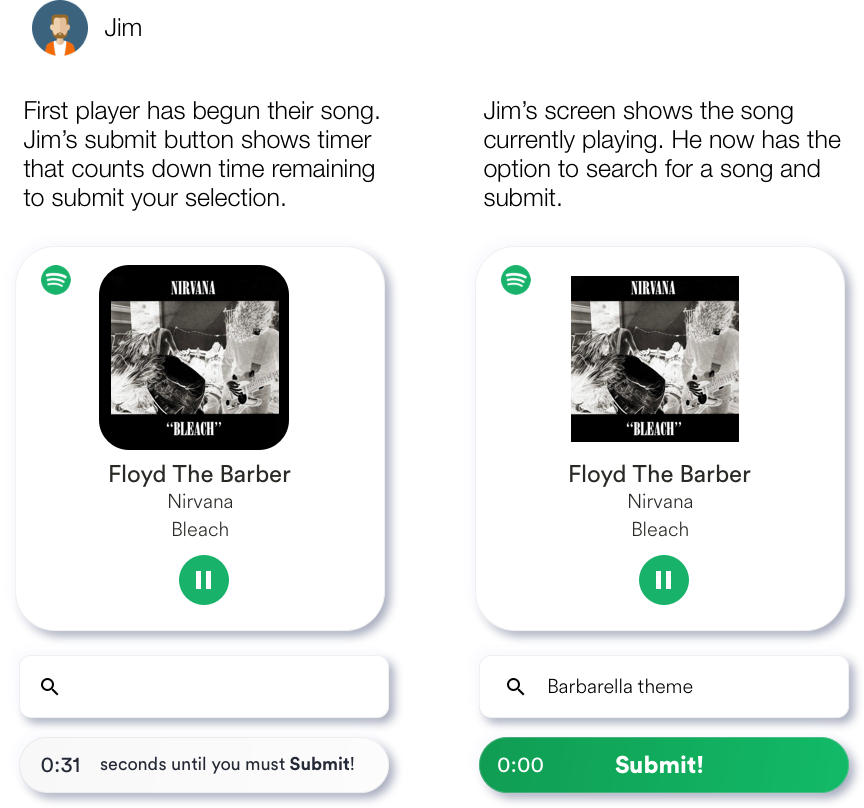 Jim
First player has begun their song.
Jim’s submit button shows timer
that counts down time remaining
to submit your selection.
Jim’s screen shows the song
currently playing. He now has the
option to search for a song and
submit.
NIRVANA
“BLEACH”
Floyd The Barber
Nirvana
Bleach
0:31 seconds until you must Submit!
NIRVANA
“BLEACH”
Floyd The Barber
Nirvana
Bleach
Barbarella theme
0:00 Submit!